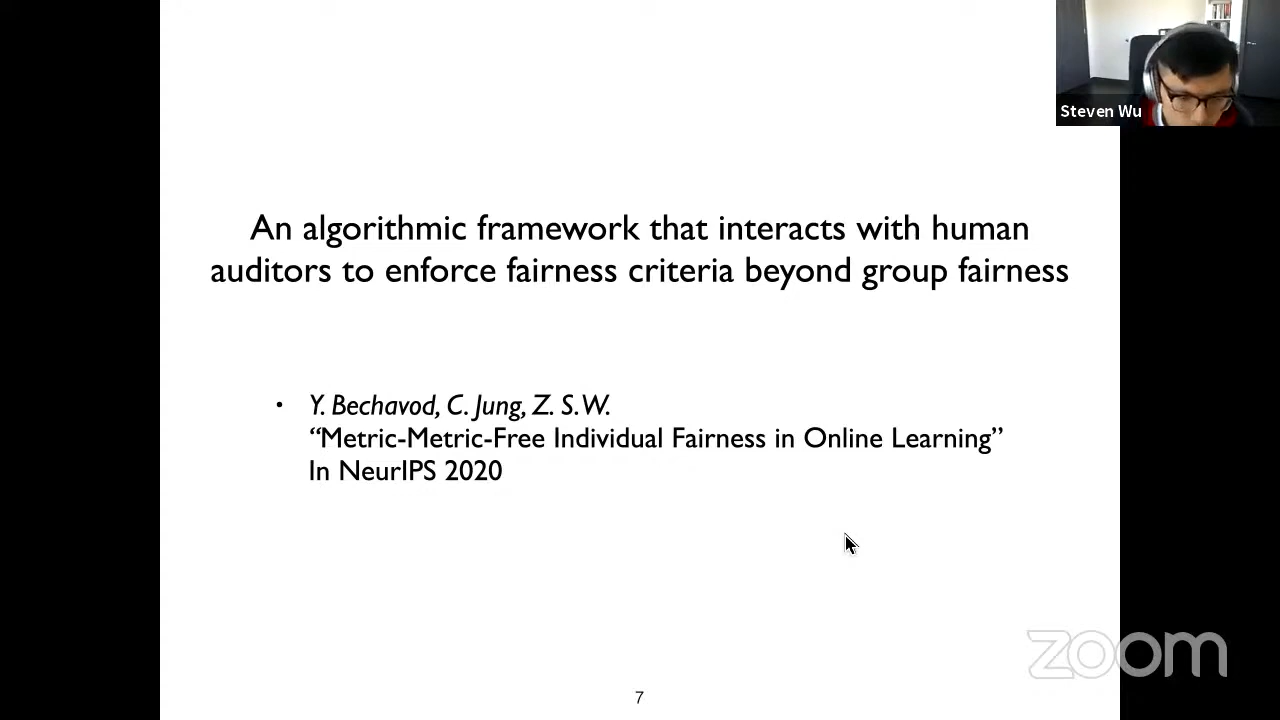 Steven Wu
An algorithmic framework that interacts with human
auditors to enforce fairness criteria beyond group fairness
• Y. Bechavod, C. Jung, Z. S.W.
“Metric-Metric-Free Individual Fairness in Online Learning”
In NeurIPS 2020
zoom
7